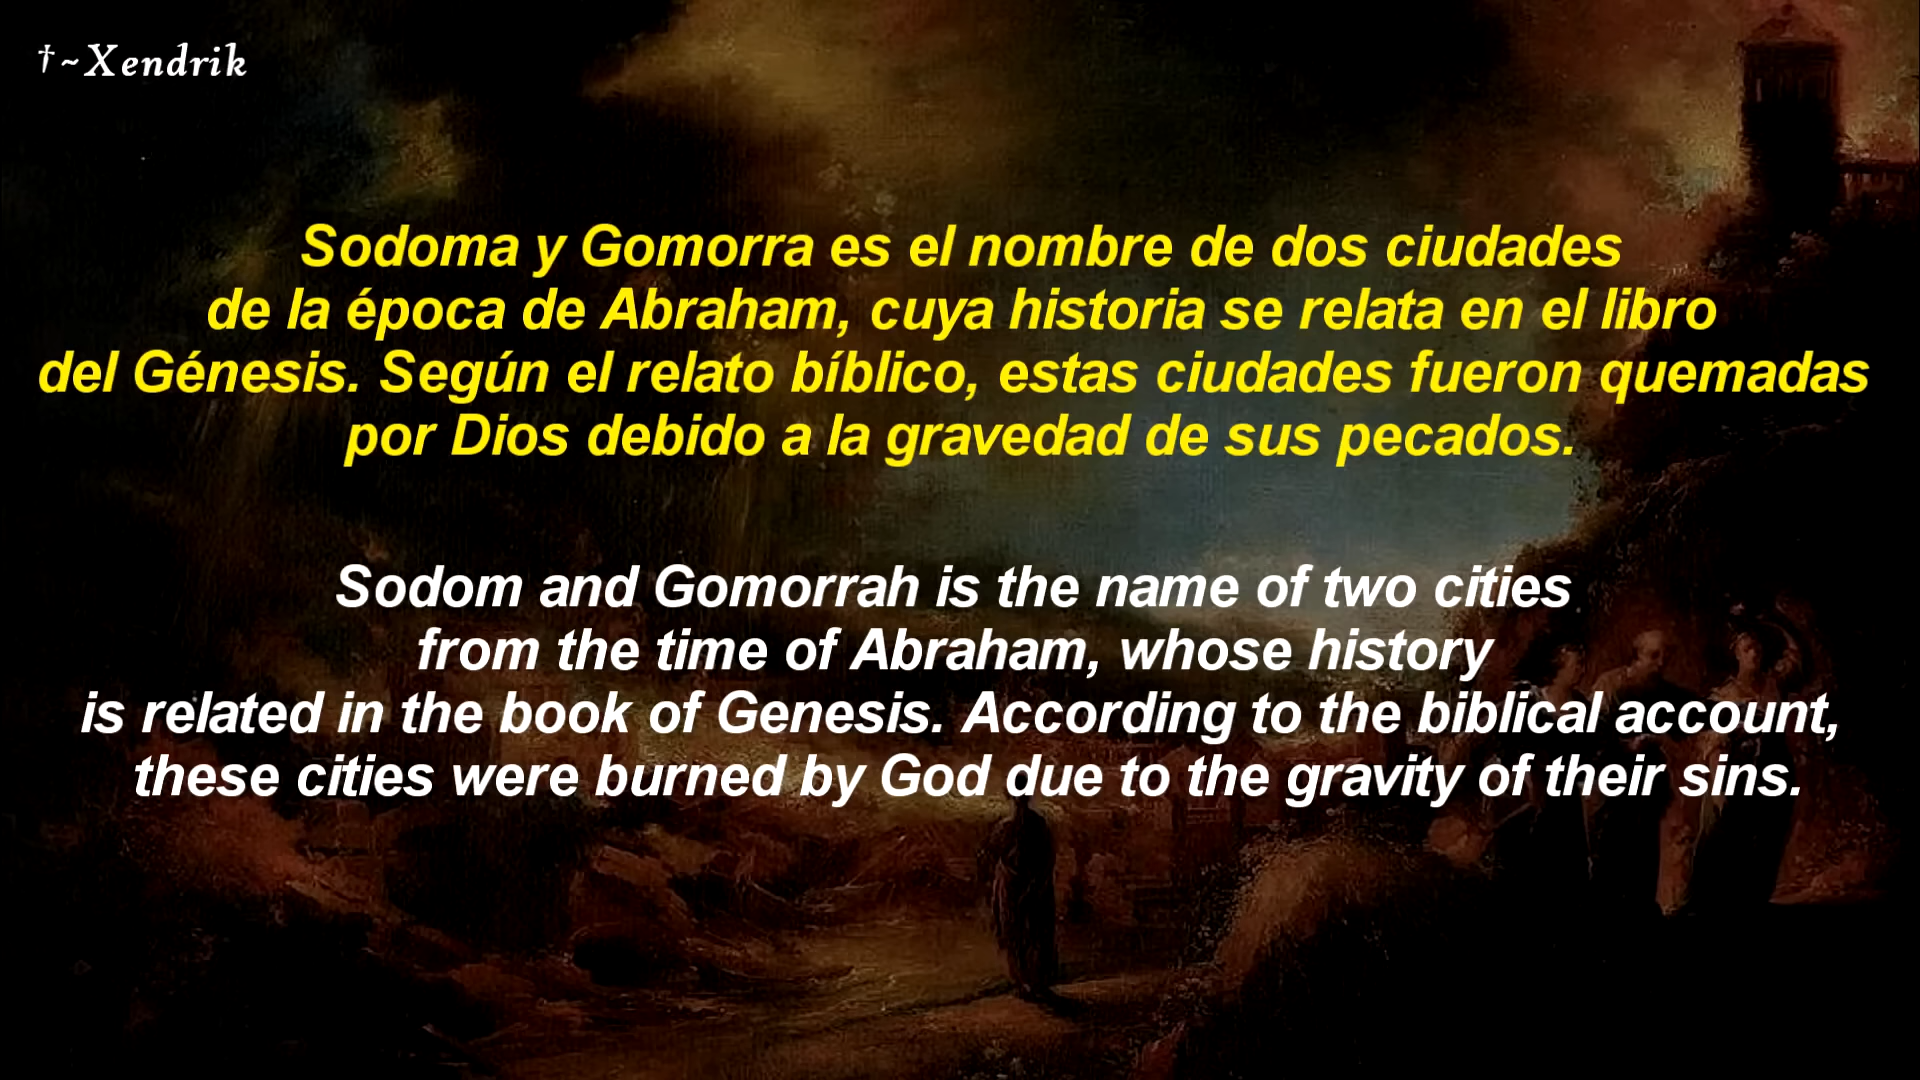 †~Xendrik
Sodoma y Gomorra es el nombre de dos ciudades
de la época de Abraham, cuya historia se relata en el libro
del Génesis. Según el relato bíblico, estas ciudades fueron quemadas
por Dios debido a la gravedad de sus pecados.
Sodom and Gomorrah is the name of two cities
from the time of Abraham, whose history
is related in the book of Genesis. According to the biblical account,
these cities were burned by God due to the gravity of their sins.